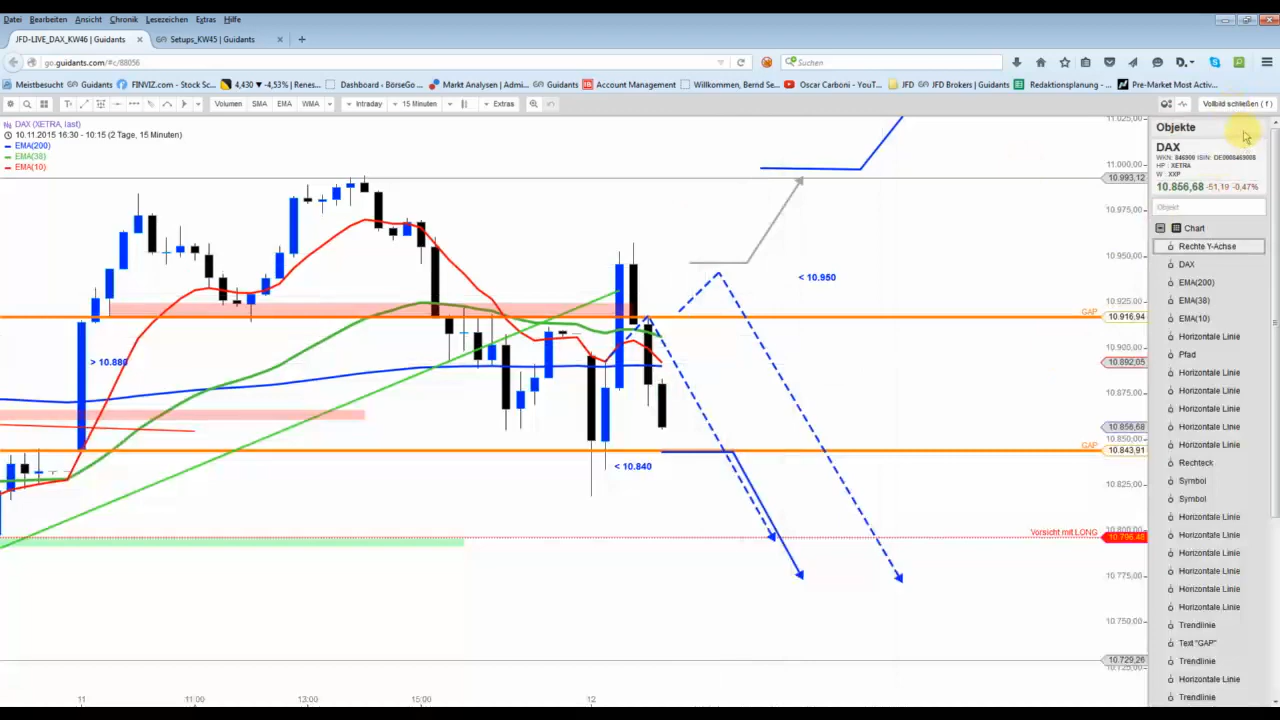 Datei Bearbeiten Ansicht Chronik Lesezeichen Extras Hilfe
JFD-LIVE_DAX_KW46 | Guidants × Setups_KW45 | Guidants × +
go.guidants.com/#c/88056 Suchen
Meistbesucht Guidants FINVIZ.com - Stock Sc... 4,430 ▼ -4,53% | Renes... Dashboard - BörseGo ... Markt Analysen | Admi... Guidants Account Management Willkommen, Bernd Se... Oscar Carboni - YouT... JFD JFD Brokers | Guidants Redaktionsplanung - ... Pre-Market Most Activ...
Volumen SMA EMA WMA Intraday 15 Minuten Extras Vollbild schließen ( f )
DAX (XETRA, last)
10.11.2015 16:30 - 10:15 (2 Tage, 15 Minuten)
EMA(200)
EMA(38)
EMA(10)
> 10.880
< 10.950
< 10.840
GAP
GAP
Vorsicht mit LONG
11.025,00
11.000,00
10.993,12
10.975,00
10.950,00
10.925,00
10.916,94
10.900,00
10.892,05
10.875,00
10.856,68
10.850,00
10.843,91
10.825,00
10.800,00
10.796,48
10.775,00
10.750,00
10.729,26
10.725,00
11 11:00 13:00 15:00 12
Objekte
DAX
WKN: 846900 ISIN: DE0008469008
HP : XETRA
W : XXP
10.856,68 -51,19 -0,47%
Objekt
Chart
Rechte Y-Achse
DAX
EMA(200)
EMA(38)
EMA(10)
Horizontale Linie
Pfad
Horizontale Linie
Horizontale Linie
Horizontale Linie
Horizontale Linie
Horizontale Linie
Rechteck
Symbol
Symbol
Horizontale Linie
Horizontale Linie
Horizontale Linie
Horizontale Linie
Horizontale Linie
Horizontale Linie
Trendlinie
Text "GAP"
Trendlinie
Horizontale Linie
Trendlinie